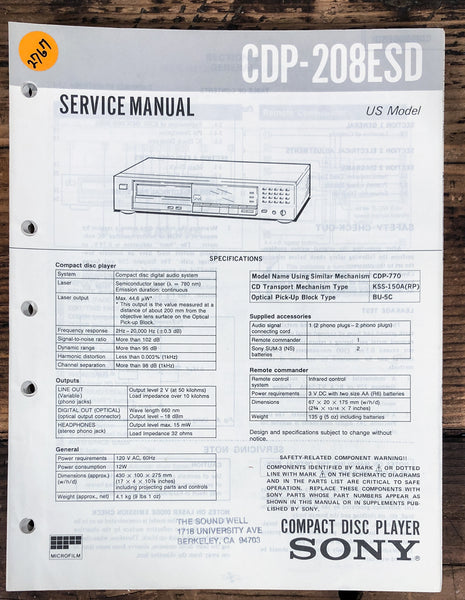 2767
CDP-208ESD
SERVICE MANUAL
US Model
SPECIFICATIONS
Compact disc player
System Compact disc digital audio system
Laser Semiconductor laser (λ = 780 nm)
Emission duration: continuous
Laser output Max. 44.6 μW*
* This output is the value measured at a
distance of about 200 mm from the
objective lens surface on the Optical
Pick-up Block.
Frequency response 2Hz – 20,000 Hz (±0.3 dB)
Signal-to-noise ratio More than 102 dB
Dynamic range More than 95 dB
Harmonic distortion Less than 0.003% (1kHz)
Channel separation More than 98 dB (1kHz)
Outputs
LINE OUT
(Variable)
(phono jacks)
Output level 2 V (at 50 kilohms)
Load impedance over 10 kilohms
DIGITAL OUT (OPTICAL)
(optical output connector)
Wave length 660 nm
Output level – 18 dBm
HEADPHONES
(stereo phone jack)
Output level max. 15 mW
Load impedance 32 ohms
General
Power requirements 120 V AC, 60Hz
Power consumption 12W
Dimensions (approx.)
(w/h/d)
430 × 100 × 275 mm
(17 × 4 × 10⅞ inches)
including projecting parts and controls
Weight (approx., net) 4.1 kg (9 lbs 1 oz)
Model Name Using Similar Mechanism CDP-770
CD Transport Mechanism Type KSS-150A(RP)
Optical Pick-Up Block Type BU-5C
Supplied accessories
Audio signal
connecting cord
1 (2 phono plugs – 2 phono plugs)
Remote commander 1
Sony SUM-3 (NS)
batteries
2
Remote commander
Remote control
system
Infrared control
Power requirements 3 V DC with two size AA (R6) batteries
Dimensions 67 × 20 × 175 mm (w/h/d)
(2¾ × 13/16 × 7 inches)
Weight 135 g (5 oz) including batteries
Design and specifications subject to change without
notice.
SAFETY-RELATED COMPONENT WARNING!!
COMPONENTS IDENTIFIED BY MARK ⚠ OR DOTTED
LINE WITH MARK ⚠ ON THE SCHEMATIC DIAGRAMS
AND IN THE PARTS LIST ARE CRITICAL TO SAFE
OPERATION. REPLACE THESE COMPONENTS WITH
SONY PARTS WHOSE PART NUMBERS APPEAR AS
SHOWN IN THIS MANUAL OR IN SUPPLEMENTS PUB-
LISHED BY SONY.
THE SOUND WELL
1718 UNIVERSITY AVE
BERKELEY, CA 94703
MICROFILM
COMPACT DISC PLAYER
SONY®